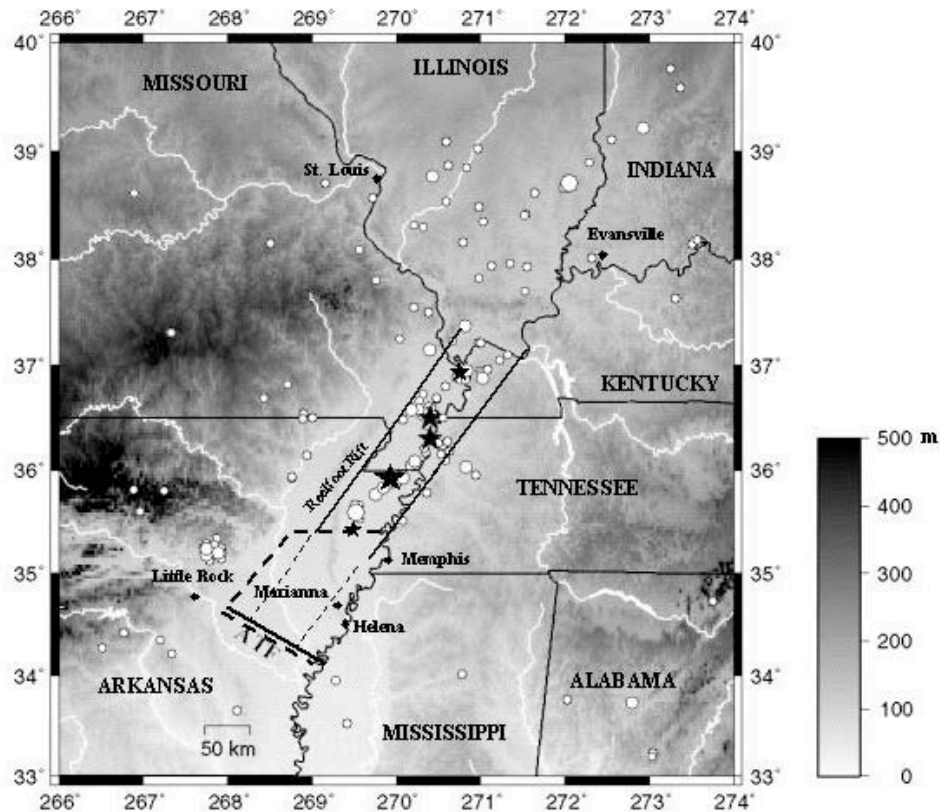 266° 267° 268° 269° 270° 271° 272° 273° 274°
40° 40°
MISSOURI
ILLINOIS
39° 39°
St. Louis
INDIANA
Evansville
38° 38°
37° 37°
KENTUCKY
500 m
36° 36°
Reelfoot Rift
TENNESSEE
400
Memphis
300
35° 35°
Little Rock
Marianna
Helena
200
34° 34°
ARKANSAS
ALABAMA
50 km
MISSISSIPPI
100
33° 33°
0
266° 267° 268° 269° 270° 271° 272° 273° 274°